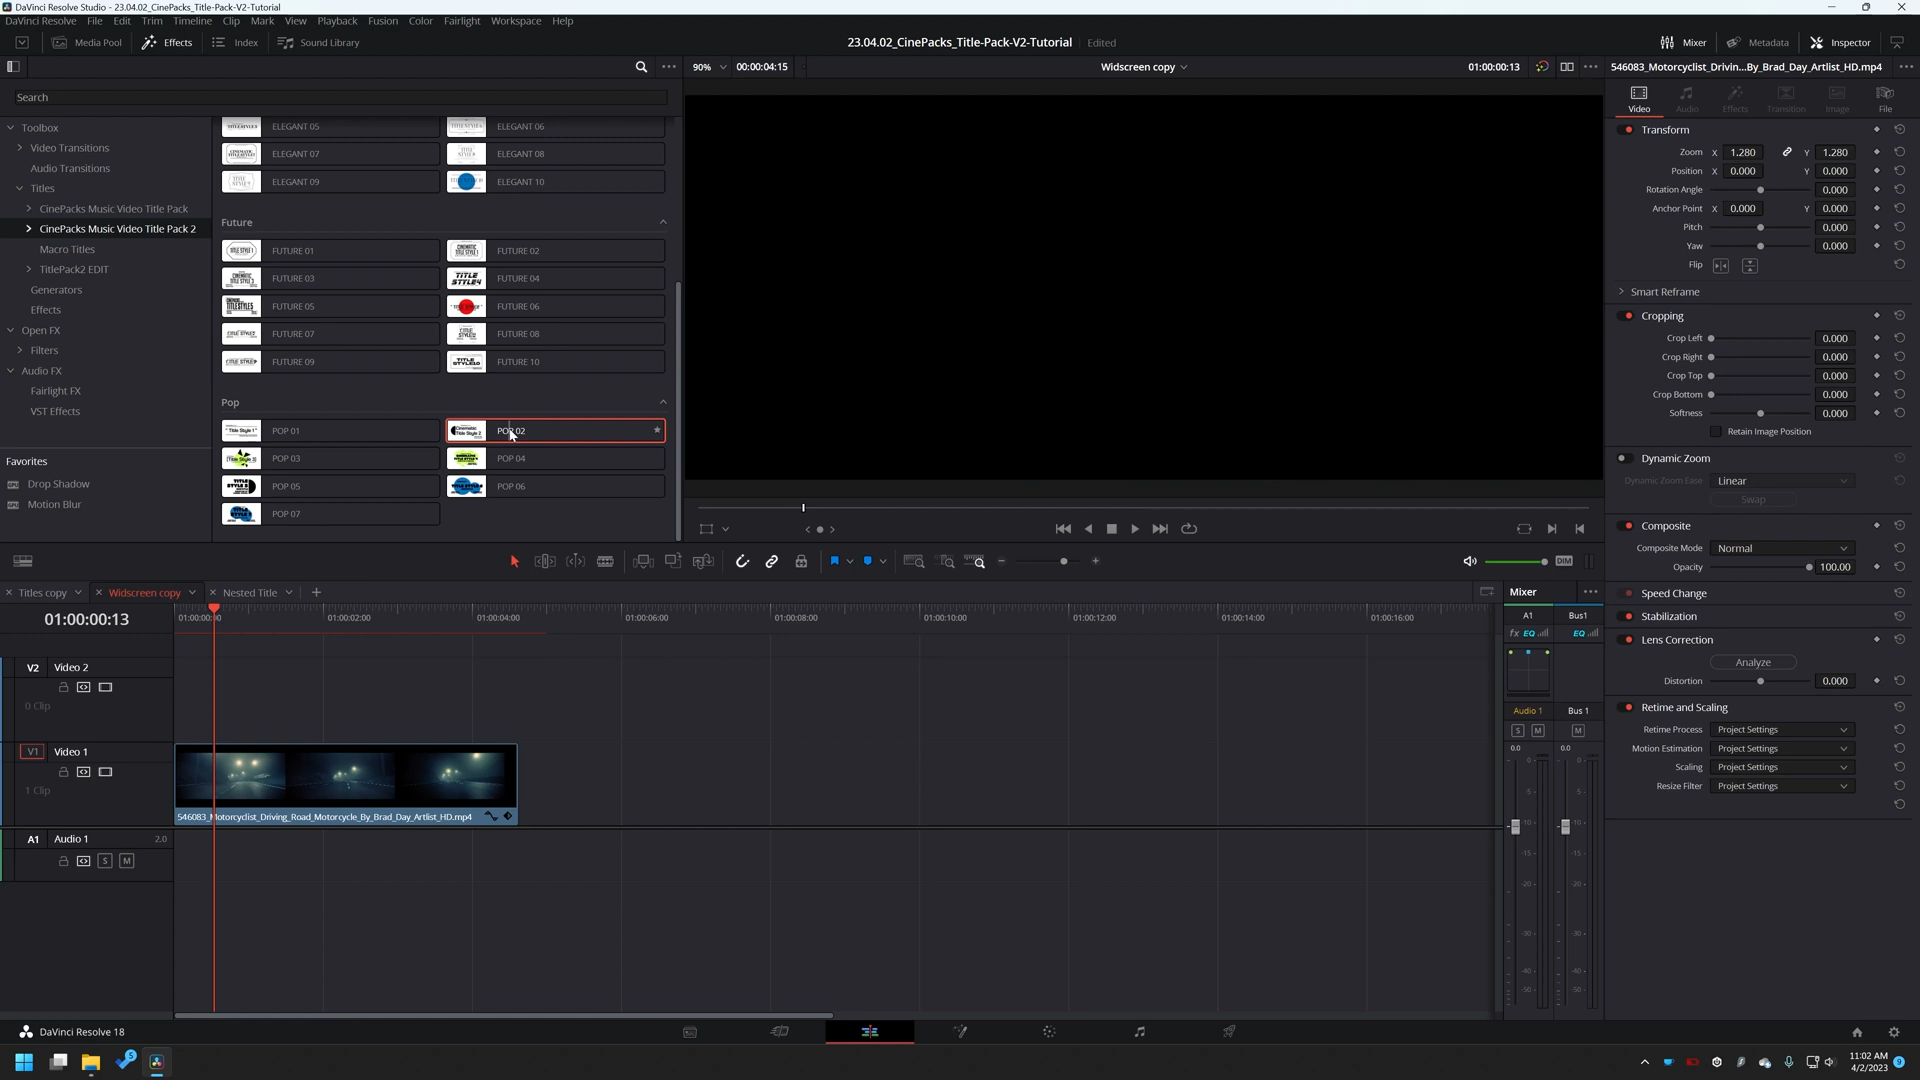 DaVinci Resolve Studio - 23.04.02_CinePacks_Title-Pack-V2-Tutorial
DaVinci Resolve File Edit Trim Timeline Clip Mark View Playback Fusion Color Fairlight Workspace Help
Media Pool Effects Index Sound Library 23.04.02_CinePacks_Title-Pack-V2-Tutorial Edited Mixer Metadata Inspector
90% 00:00:04:15 Widscreen copy 01:00:00:13 546083_Motorcyclist_Drivin...By_Brad_Day_Artlist_HD.mp4
Search
Toolbox
Video Transitions
Audio Transitions
Titles
CinePacks Music Video Title Pack
CinePacks Music Video Title Pack 2
Macro Titles
TitlePack2 EDIT
Generators
Effects
Open FX
Filters
Audio FX
Fairlight FX
VST Effects
Favorites
Drop Shadow
Motion Blur
ELEGANT 05 ELEGANT 06
ELEGANT 07 ELEGANT 08
ELEGANT 09 ELEGANT 10
Future
FUTURE 01 FUTURE 02
FUTURE 03 FUTURE 04
FUTURE 05 FUTURE 06
FUTURE 07 FUTURE 08
FUTURE 09 FUTURE 10
Pop
POP 01 POP 02
POP 03 POP 04
POP 05 POP 06
POP 07
Video Audio Effects Transition Image File
Transform
Zoom X 1.280 Y 1.280
Position X 0.000 Y 0.000
Rotation Angle 0.000
Anchor Point X 0.000 Y 0.000
Pitch 0.000
Yaw 0.000
Flip
Smart Reframe
Cropping
Crop Left 0.000
Crop Right 0.000
Crop Top 0.000
Crop Bottom 0.000
Softness 0.000
Retain Image Position
Dynamic Zoom
Dynamic Zoom Ease Linear
Swap
Composite
Composite Mode Normal
Opacity 100.00
Speed Change
Stabilization
Lens Correction
Analyze
Distortion 0.000
Retime and Scaling
Retime Process Project Settings
Motion Estimation Project Settings
Scaling Project Settings
Resize Filter Project Settings
DIM
Titles copy Widscreen copy Nested Title
01:00:00:13 01:00:00:00 01:00:02:00 01:00:04:00 01:00:06:00 01:00:08:00 01:00:10:00 01:00:12:00 01:00:14:00 01:00:16:00
V2 Video 2
0 Clip
V1 Video 1
1 Clip
546083_Motorcyclist_Driving_Road_Motorcycle_By_Brad_Day_Artlist_HD.mp4
A1 Audio 1 2.0
S M
Mixer
A1 Bus1
fx EQ EQ
Audio 1 Bus 1
S M M
0.0 0.0
DaVinci Resolve 18
5
11:02 AM
4/2/2023
9